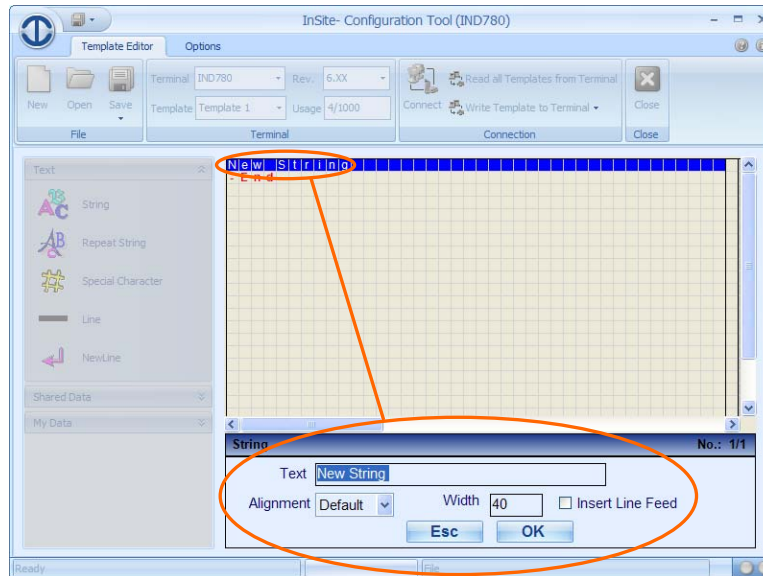 InSite- Configuration Tool (IND780)
Template Editor Options
New Open Save
File
Terminal IND780 Rev. 6.XX
Template Template 1 Usage 4/1000
Terminal
Connect Read all Templates from Terminal
Write Template to Terminal
Connection
Close
Close
Text
String
Repeat String
Special Character
Line
NewLine
Shared Data
My Data
New String
-End
String No.: 1/1
Text New String
Alignment Default Width 40 Insert Line Feed
Esc OK
Ready File